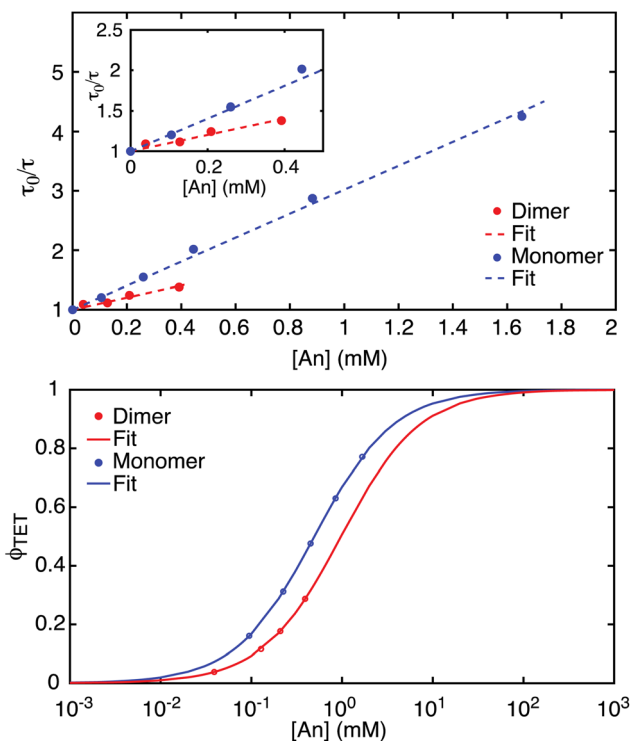 τ0/τ
5
4
3
2
1
0
0.2
0.4
0.6
0.8
1
1.2
1.4
1.6
1.8
2
[An] (mM)
τ0/τ
2.5
2
1.5
1
0
0.2
0.4
[An] (mM)
Dimer
Fit
Monomer
Fit
ϕTET
1
0.8
0.6
0.4
0.2
0
10-3
10-2
10-1
100
101
102
103
[An] (mM)
Dimer
Fit
Monomer
Fit